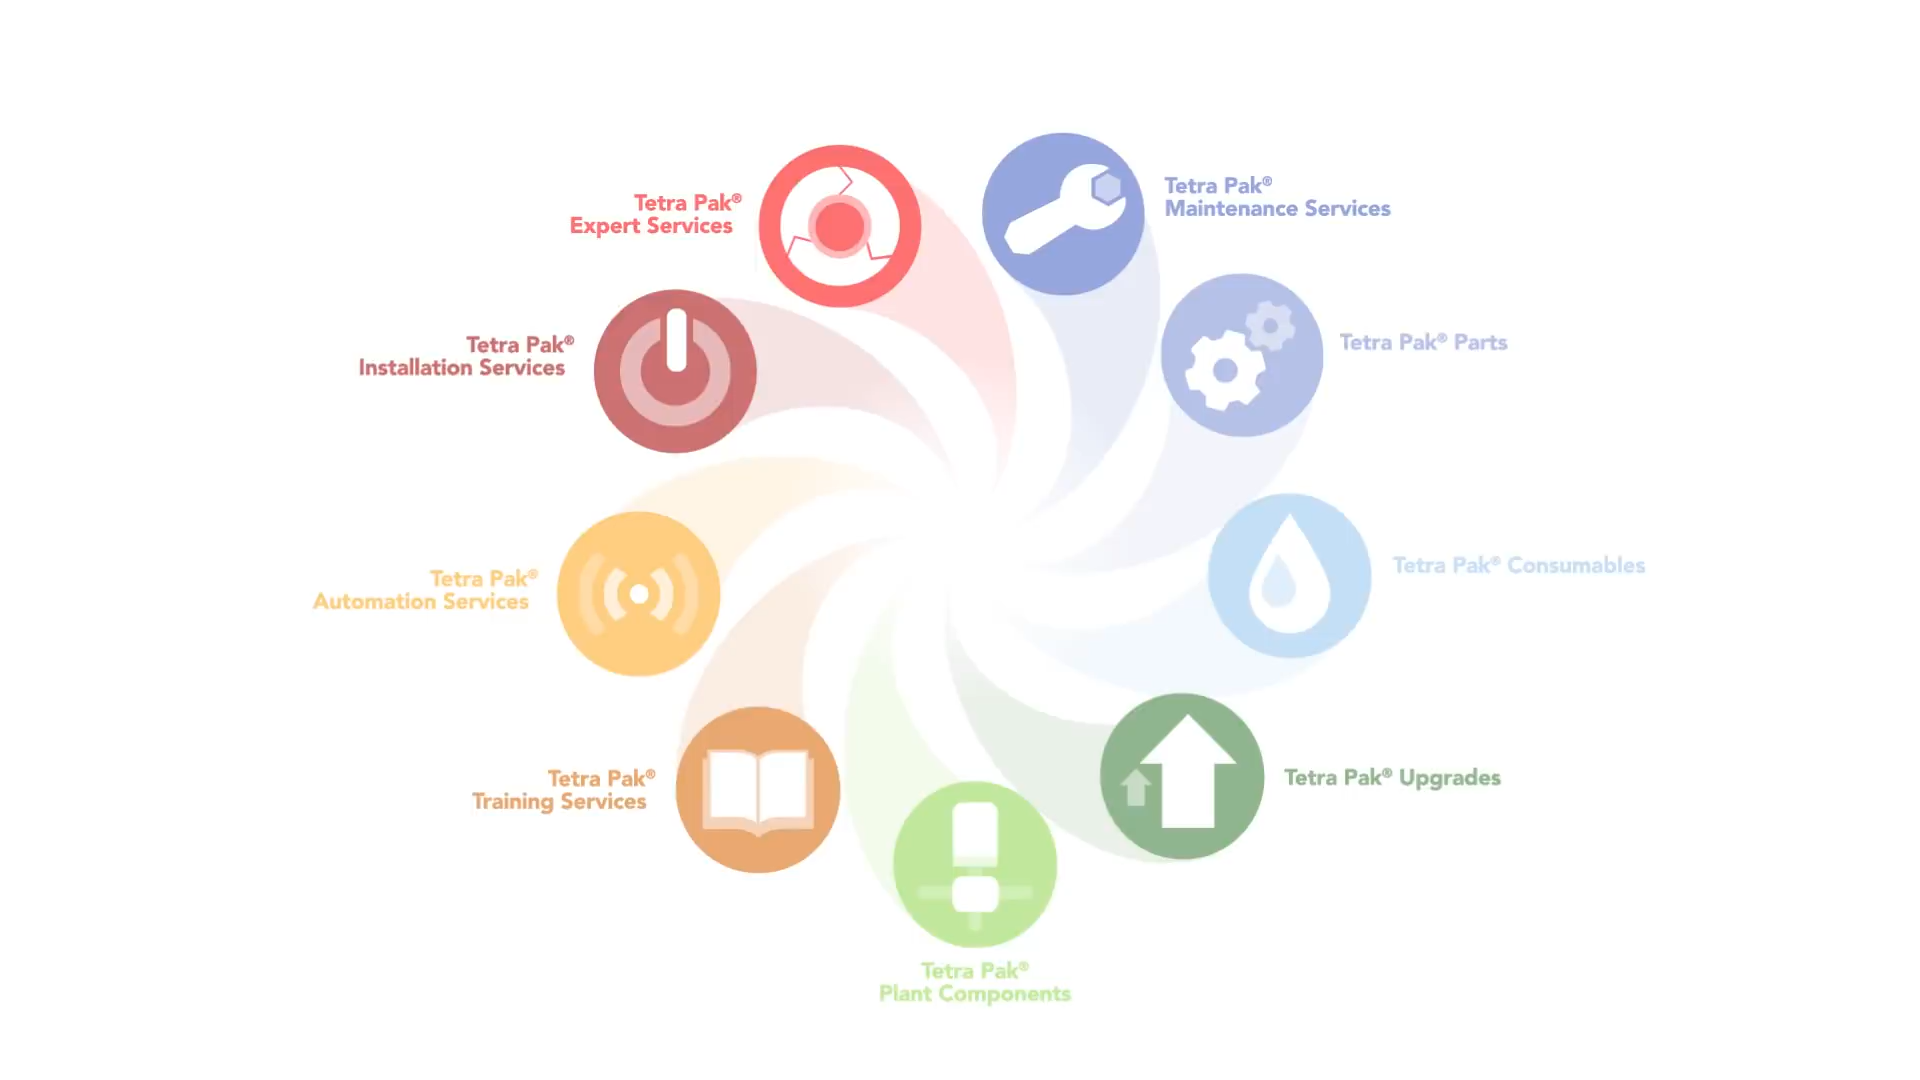 Tetra Pak®
Maintenance Services
Tetra Pak® Parts
Tetra Pak® Consumables
Tetra Pak® Upgrades
Tetra Pak®
Plant Components
Tetra Pak®
Training Services
Tetra Pak®
Automation Services
Tetra Pak®
Installation Services
Tetra Pak®
Expert Services